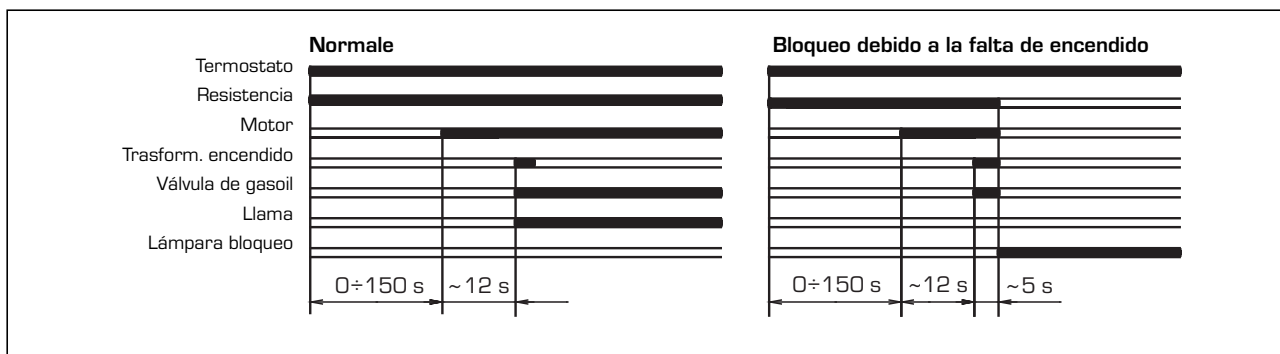 Normale
Bloqueo debido a la falta de encendido
Termostato
Resistencia
Motor
Trasform. encendido
Válvula de gasoil
Llama
Lámpara bloqueo
0÷150 s ~12 s
0÷150 s ~12 s ~5 s